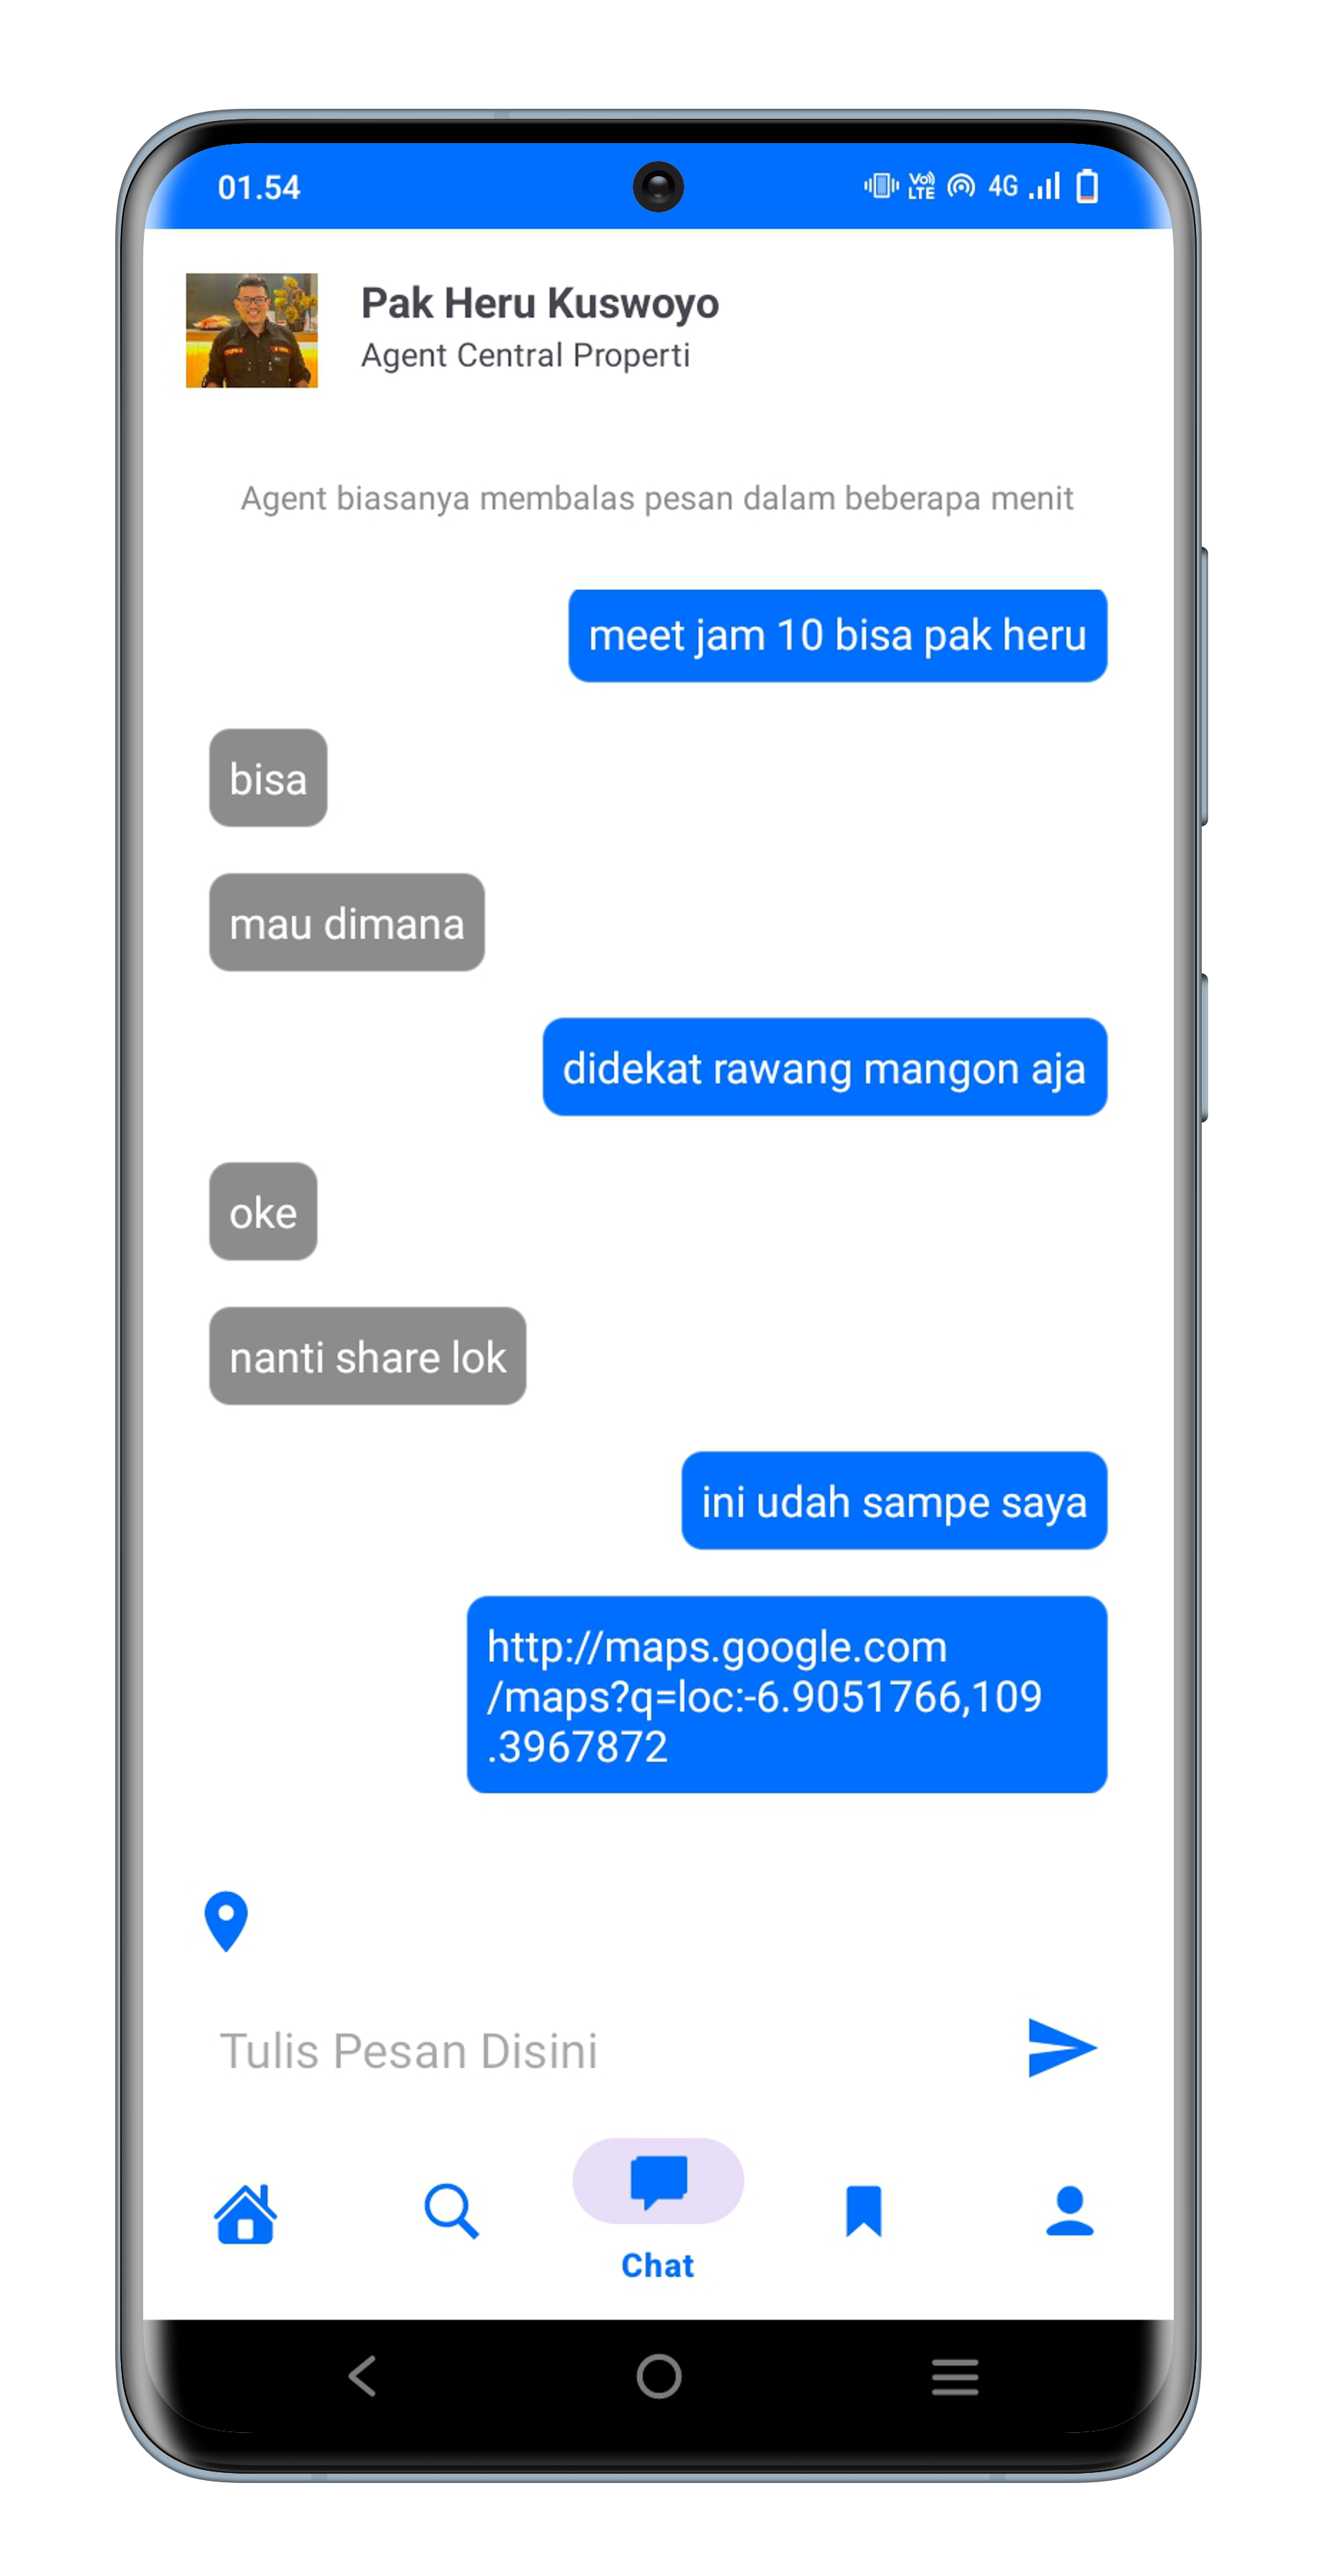 01.54
Vo)
LTE
4G
Pak Heru Kuswoyo
Agent Central Properti
Agent biasanya membalas pesan dalam beberapa menit
meet jam 10 bisa pak heru
bisa
mau dimana
didekat rawang mangon aja
oke
nanti share lok
ini udah sampe saya
http://maps.google.com
/maps?q=loc:-6.9051766,109
.3967872
Tulis Pesan Disini
Chat